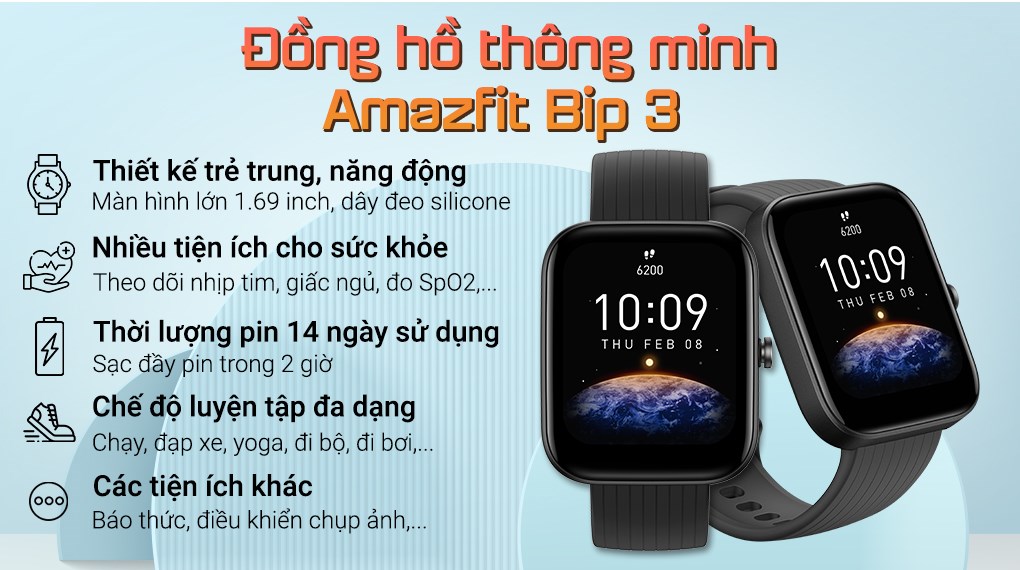 Đồng hồ thông minh
Amazfit Bip 3
Thiết kế trẻ trung, năng động
Màn hình lớn 1.69 inch, dây đeo silicone
Nhiều tiện ích cho sức khỏe
Theo dõi nhịp tim, giấc ngủ, đo SpO2,...
Thời lượng pin 14 ngày sử dụng
Sạc đầy pin trong 2 giờ
Chế độ luyện tập đa dạng
Chạy, đạp xe, yoga, đi bộ, đi bơi,...
Các tiện ích khác
Báo thức, điều khiển chụp ảnh,...
6200
10:09
THU FEB 08
6200
10:09
THU FEB 08